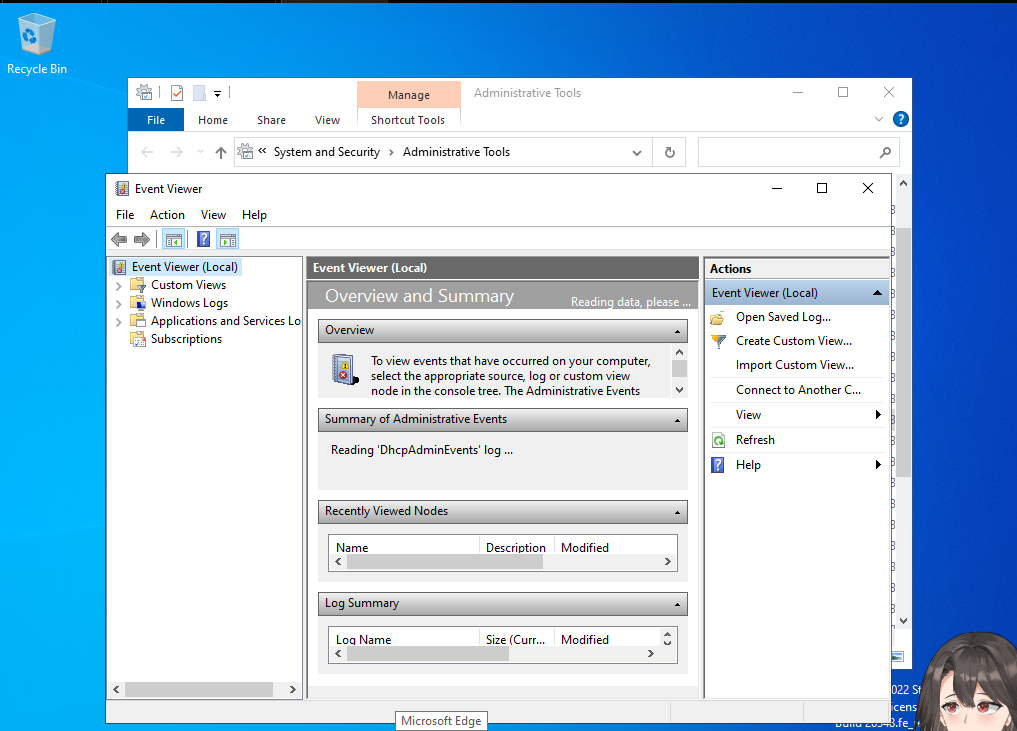 Recycle Bin
Manage
Administrative Tools
File
Home
Share
View
Shortcut Tools
System and Security
Administrative Tools
Event Viewer
File
Action
View
Help
Event Viewer (Local)
Custom Views
Windows Logs
Applications and Services Lo
Subscriptions
Event Viewer (Local)
Overview and Summary
Reading data, please ...
Overview
To view events that have occurred on your computer,
select the appropriate source, log or custom view
node in the console tree. The Administrative Events
Summary of Administrative Events
Reading 'DhcpAdminEvents' log ...
Recently Viewed Nodes
Name
Description
Modified
Log Summary
Log Name
Size (Curr...
Modified
Actions
Event Viewer (Local)
Open Saved Log...
Create Custom View...
Import Custom View...
Connect to Another C...
View
Refresh
Help
Microsoft Edge